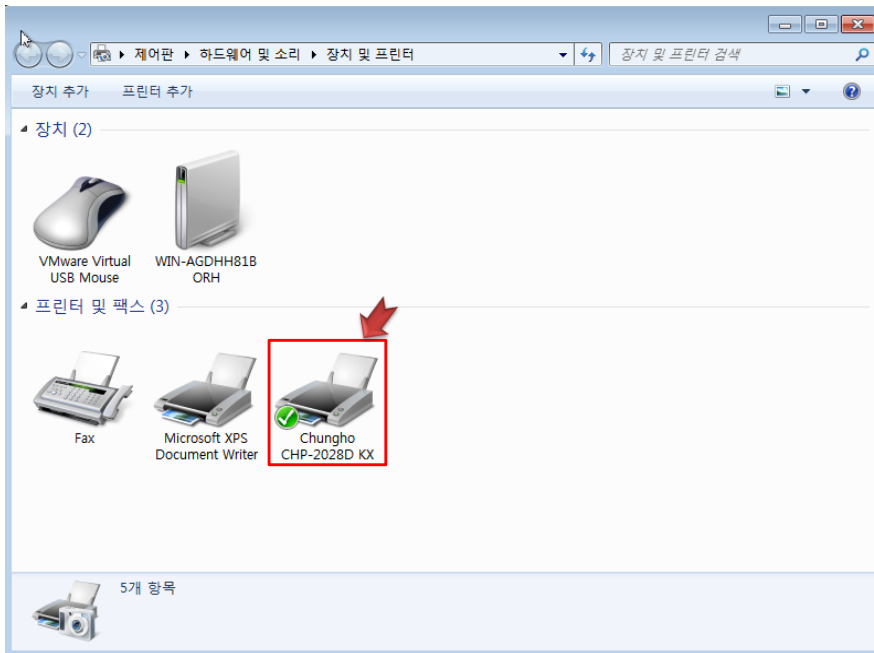 제어판 ▸ 하드웨어 및 소리 ▸ 장치 및 프린터
장치 및 프린터 검색
장치 추가 프린터 추가
장치 (2)
VMware Virtual
USB Mouse
WIN-AGDHH81B
ORH
프린터 및 팩스 (3)
Fax
Microsoft XPS
Document Writer
Chungho
CHP-2028D KX
5개 항목